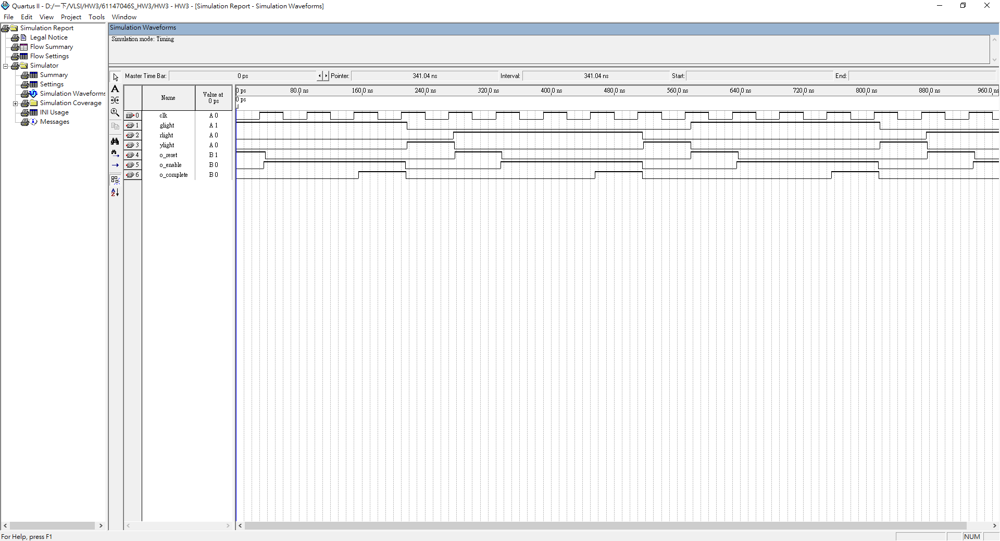 Quartus II - D:/一下/VLSI/HW3/61147046S_HW3/HW3 - HW3 - [Simulation Report - Simulation Waveforms]
File Edit View Project Tools Window
Simulation Report
Legal Notice
Flow Summary
Flow Settings
Simulator
Summary
Settings
Simulation Waveforms
Simulation Coverage
INI Usage
Messages
Simulation Waveforms
Simulation mode: Timing
Master Time Bar: 0 ps Pointer: 341.04 ns Interval: 341.04 ns Start: End:
Name Value at 0 ps
0 ps 80.0 ns 160.0 ns 240.0 ns 320.0 ns 400.0 ns 480.0 ns 560.0 ns 640.0 ns 720.0 ns 800.0 ns 880.0 ns 960.0 ns
0 ps
0 clk A 0
1 glight A 1
2 rlight A 0
3 ylight A 0
4 o_reset B 1
5 o_enable B 0
6 o_complete B 0
For Help, press F1
NUM